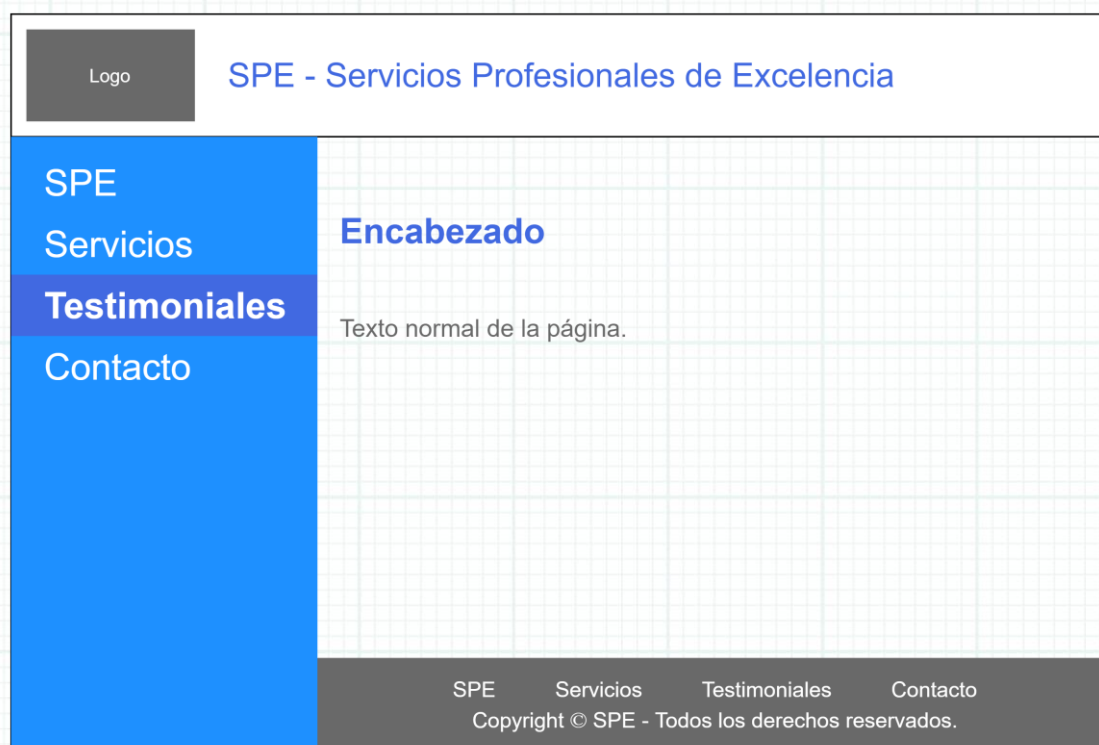 Logo
SPE - Servicios Profesionales de Excelencia
SPE
Servicios
Testimoniales
Contacto
Encabezado
Texto normal de la página.
SPE Servicios Testimoniales Contacto
Copyright © SPE - Todos los derechos reservados.